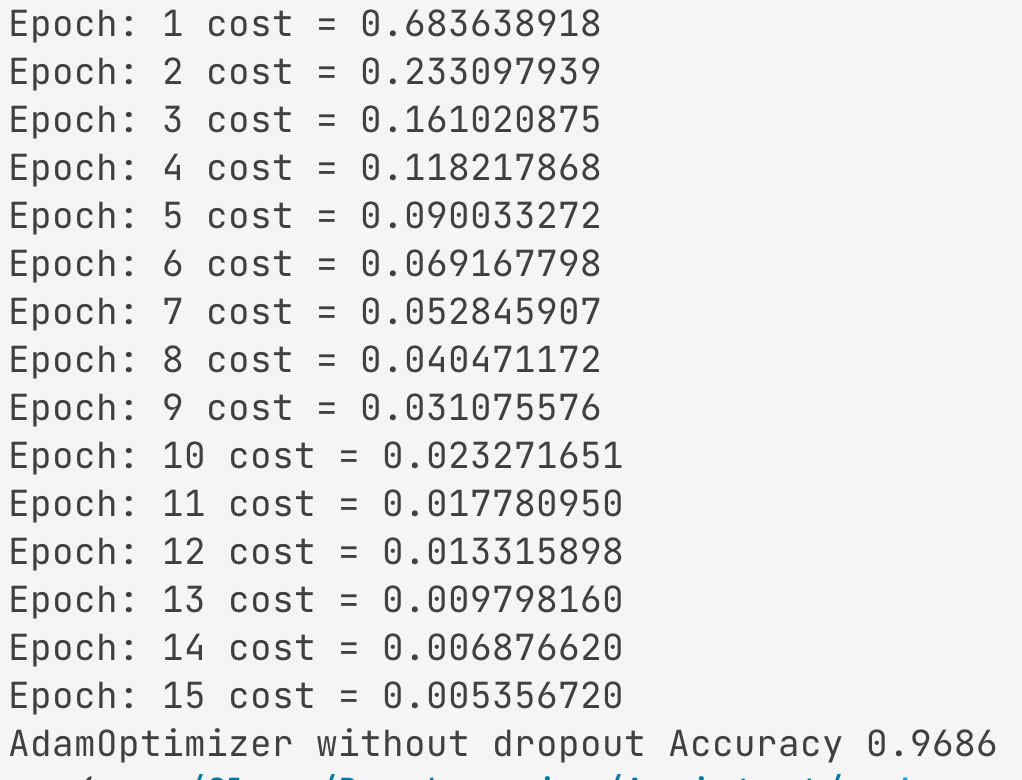 Epoch: 1 cost = 0.683638918
Epoch: 2 cost = 0.233097939
Epoch: 3 cost = 0.161020875
Epoch: 4 cost = 0.118217868
Epoch: 5 cost = 0.090033272
Epoch: 6 cost = 0.069167798
Epoch: 7 cost = 0.052845907
Epoch: 8 cost = 0.040471172
Epoch: 9 cost = 0.031075576
Epoch: 10 cost = 0.023271651
Epoch: 11 cost = 0.017780950
Epoch: 12 cost = 0.013315898
Epoch: 13 cost = 0.009798160
Epoch: 14 cost = 0.006876620
Epoch: 15 cost = 0.005356720
AdamOptimizer without dropout Accuracy 0.9686